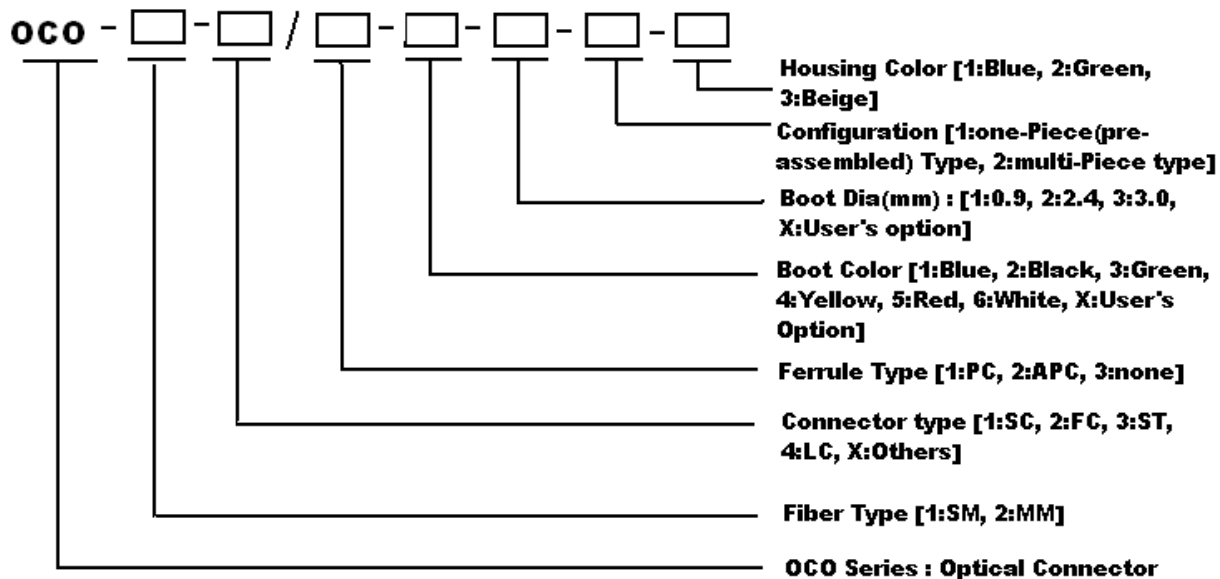 OCO - □ - □ / □ - □ - □ - □ - □
Housing Color [1:Blue, 2:Green,
3:Beige]
Configuration [1:one-Piece(pre-
assembled) Type, 2:multi-Piece type]
Boot Dia(mm) : [1:0.9, 2:2.4, 3:3.0,
X:User's option]
Boot Color [1:Blue, 2:Black, 3:Green,
4:Yellow, 5:Red, 6:White, X:User's
Option]
Ferrule Type [1:PC, 2:APC, 3:none]
Connector type [1:SC, 2:FC, 3:ST,
4:LC, X:Others]
Fiber Type [1:SM, 2:MM]
OCO Series : Optical Connector